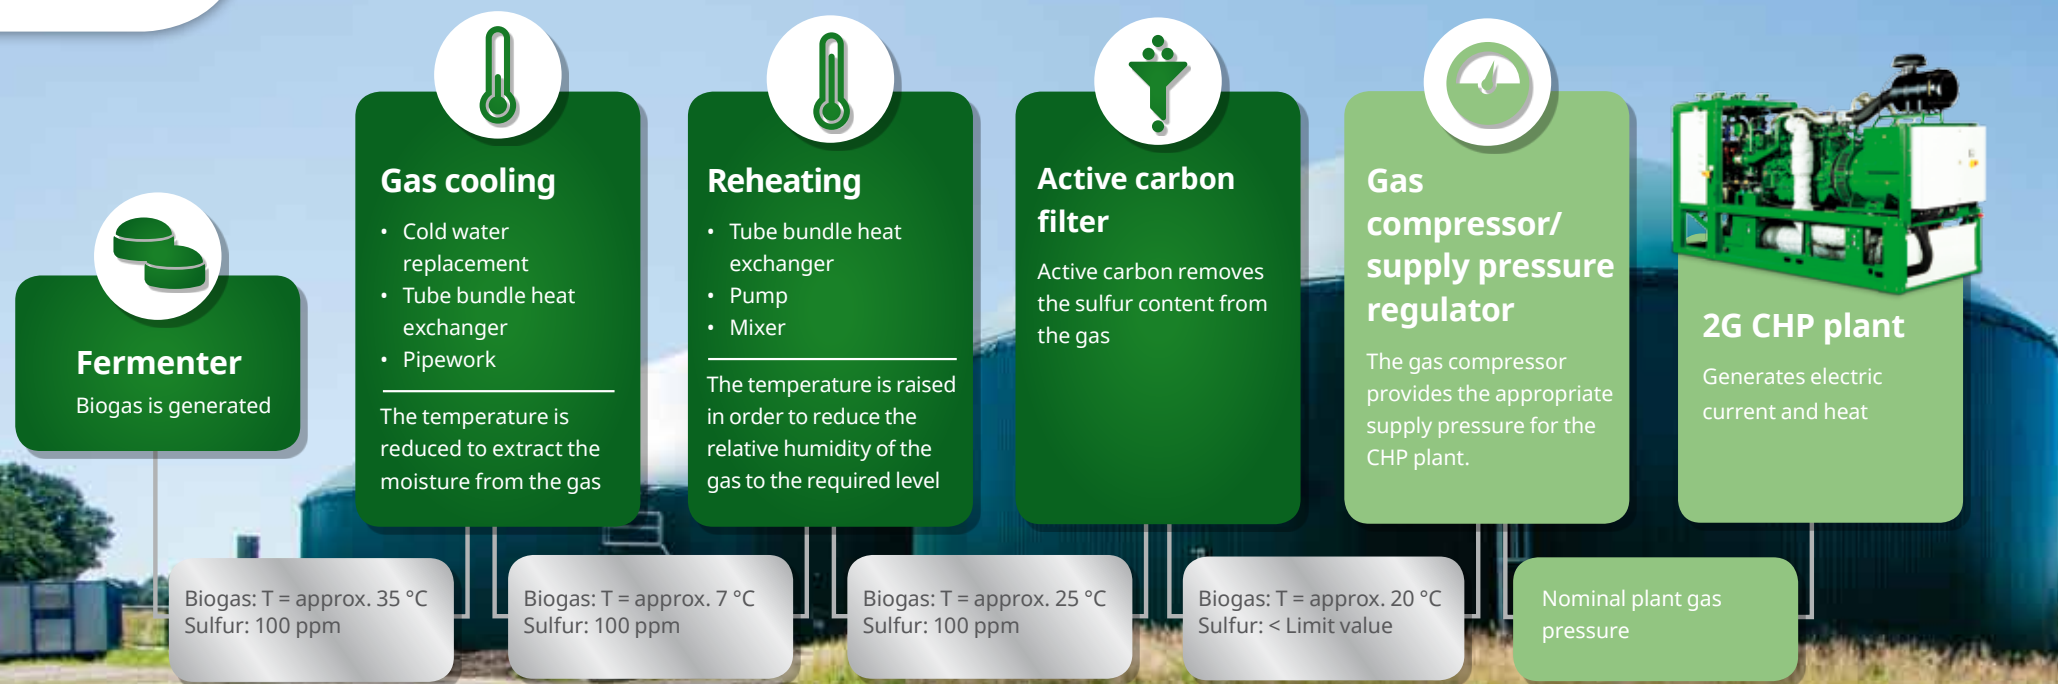 Fermenter
Biogas is generated
Gas cooling
• Cold water
replacement
• Tube bundle heat
exchanger
• Pipework
The temperature is
reduced to extract the
moisture from the gas
Reheating
• Tube bundle heat
exchanger
• Pump
• Mixer
The temperature is raised
in order to reduce the
relative humidity of the
gas to the required level
Active carbon
filter
Active carbon removes
the sulfur content from
the gas
Gas
compressor/
supply pressure
regulator
The gas compressor
provides the appropriate
supply pressure for the
CHP plant.
2G CHP plant
Generates electric
current and heat
Biogas: T = approx. 35 °C
Sulfur: 100 ppm
Biogas: T = approx. 7 °C
Sulfur: 100 ppm
Biogas: T = approx. 25 °C
Sulfur: 100 ppm
Biogas: T = approx. 20 °C
Sulfur: < Limit value
Nominal plant gas
pressure